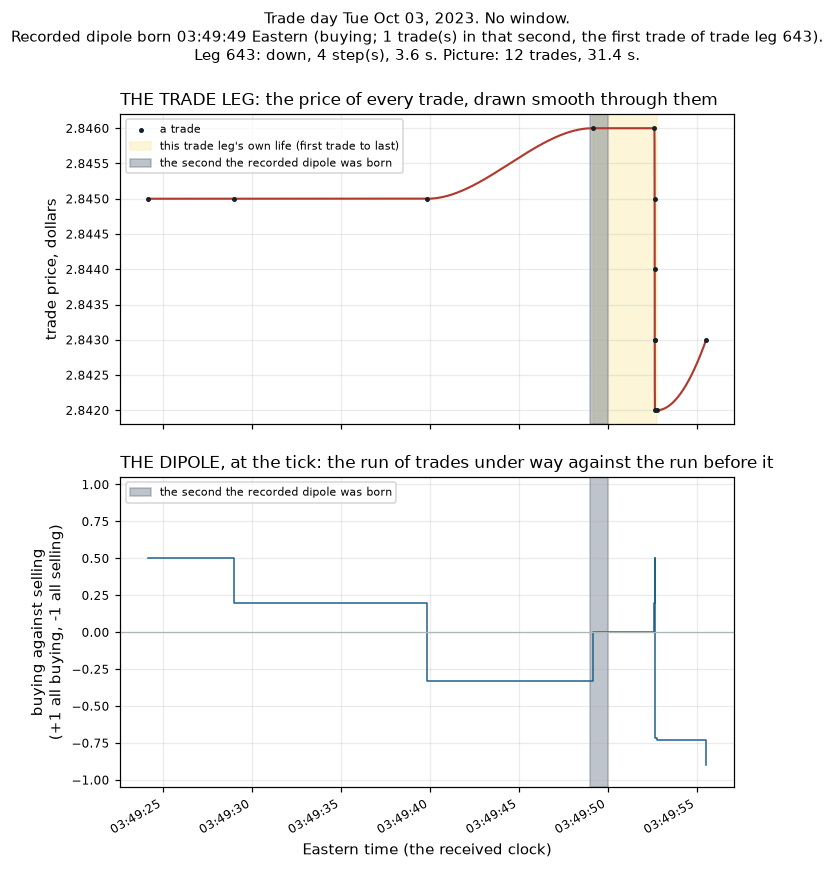 Trade day Tue Oct 03, 2023. No window.
Recorded dipole born 03:49:49 Eastern (buying; 1 trade(s) in that second, the first trade of trade leg 643).
Leg 643: down, 4 step(s), 3.6 s. Picture: 12 trades, 31.4 s.
THE TRADE LEG: the price of every trade, drawn smooth through them
a trade
this trade leg's own life (first trade to last)
the second the recorded dipole was born
trade price, dollars
2.8460
2.8455
2.8450
2.8445
2.8440
2.8435
2.8430
2.8425
2.8420
THE DIPOLE, at the tick: the run of trades under way against the run before it
the second the recorded dipole was born
buying against selling
(+1 all buying, -1 all selling)
1.00
0.75
0.50
0.25
0.00
−0.25
−0.50
−0.75
−1.00
03:49:25
03:49:30
03:49:35
03:49:40
03:49:45
03:49:50
03:49:55
Eastern time (the received clock)